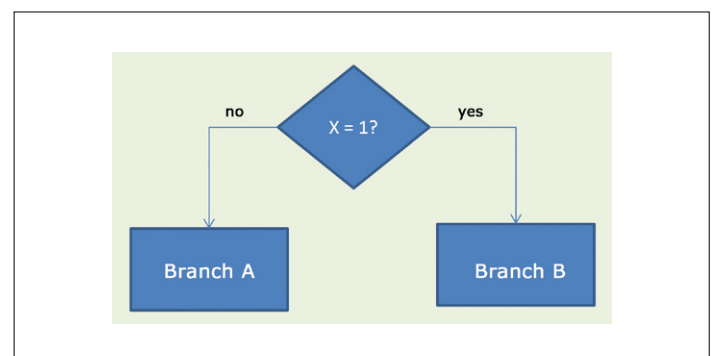 no
yes
X = 1?
Branch A
Branch B